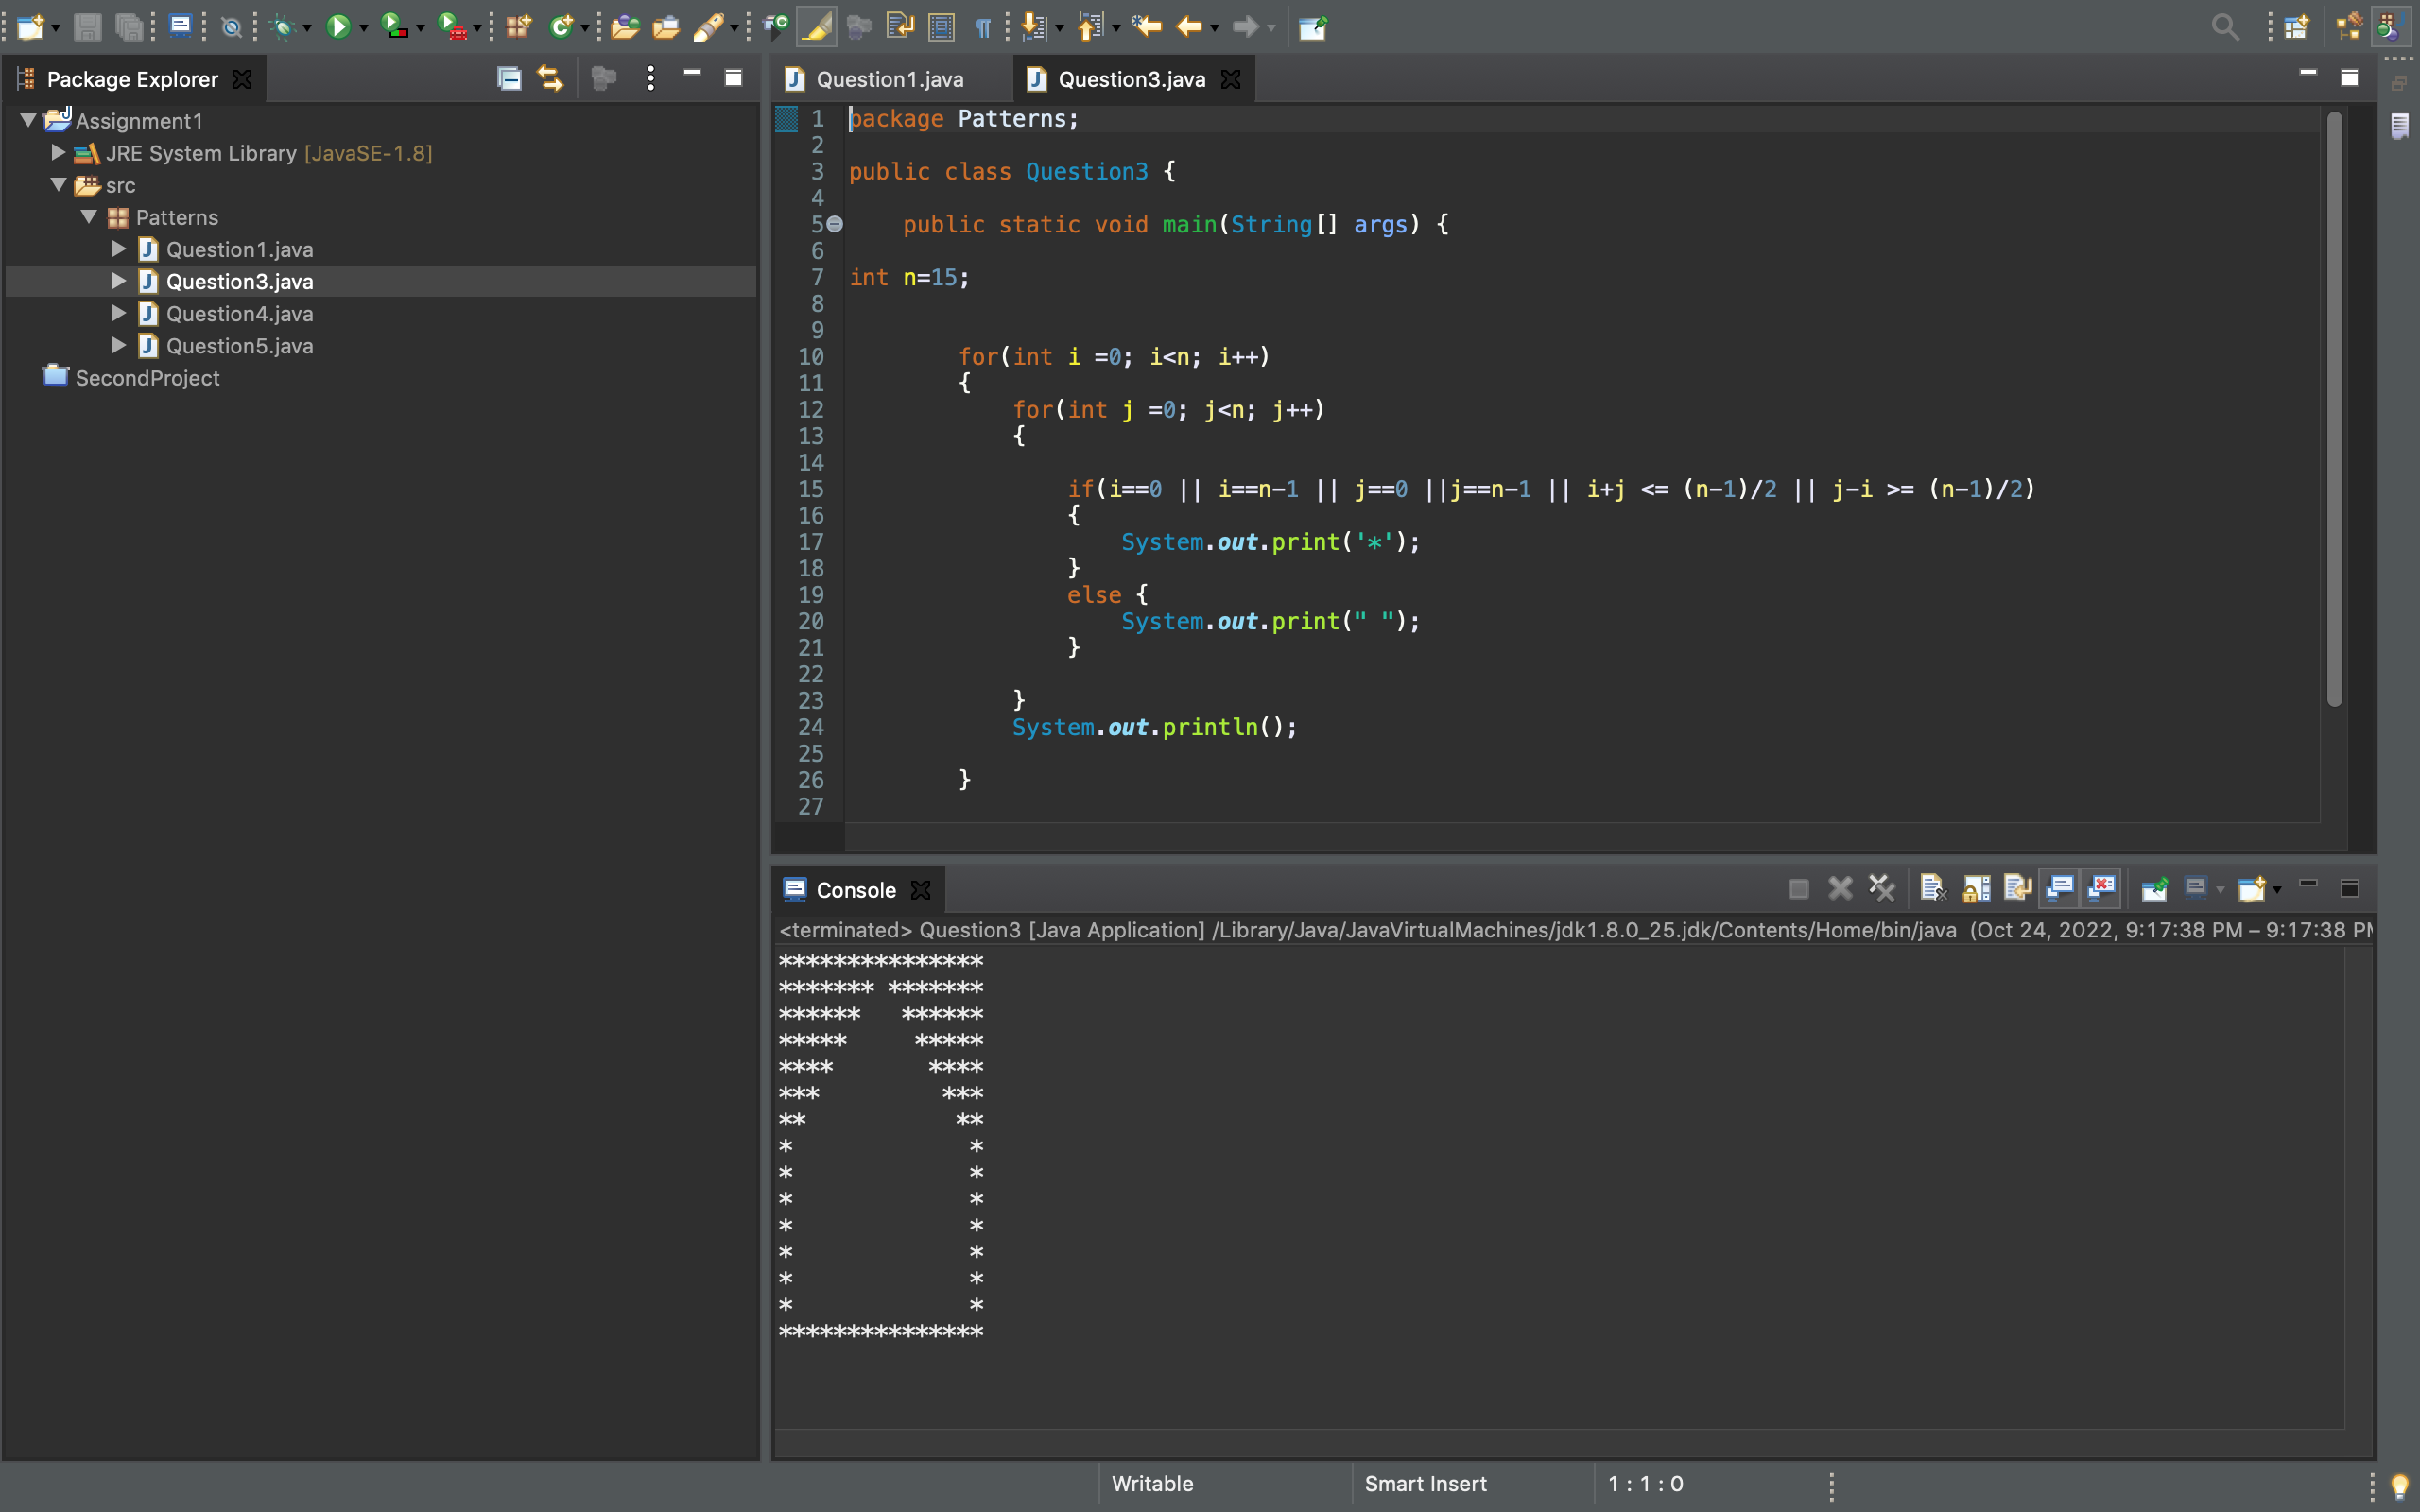 Package Explorer
Assignment1
JRE System Library [JavaSE-1.8]
src
Patterns
Question1.java
Question3.java
Question4.java
Question5.java
SecondProject
Question1.java Question3.java
1 package Patterns;
2
3 public class Question3 {
4
5 public static void main(String[] args) {
6
7 int n=15;
8
9
10 for(int i =0; i<n; i++)
11 {
12 for(int j =0; j<n; j++)
13 {
14
15 if(i==0 || i==n-1 || j==0 ||j==n-1 || i+j <= (n-1)/2 || j-i >= (n-1)/2)
16 {
17 System.out.print('*');
18 }
19 else {
20 System.out.print(" ");
21 }
22
23 }
24 System.out.println();
25
26 }
27
Console
<terminated> Question3 [Java Application] /Library/Java/JavaVirtualMachines/jdk1.8.0_25.jdk/Contents/Home/bin/java (Oct 24, 2022, 9:17:38 PM – 9:17:38 PM
***************
******* *******
******   ******
*****     *****
****       ****
***         ***
**           **
*             *
*             *
*             *
*             *
*             *
*             *
*             *
***************
Writable Smart Insert 1 : 1 : 0